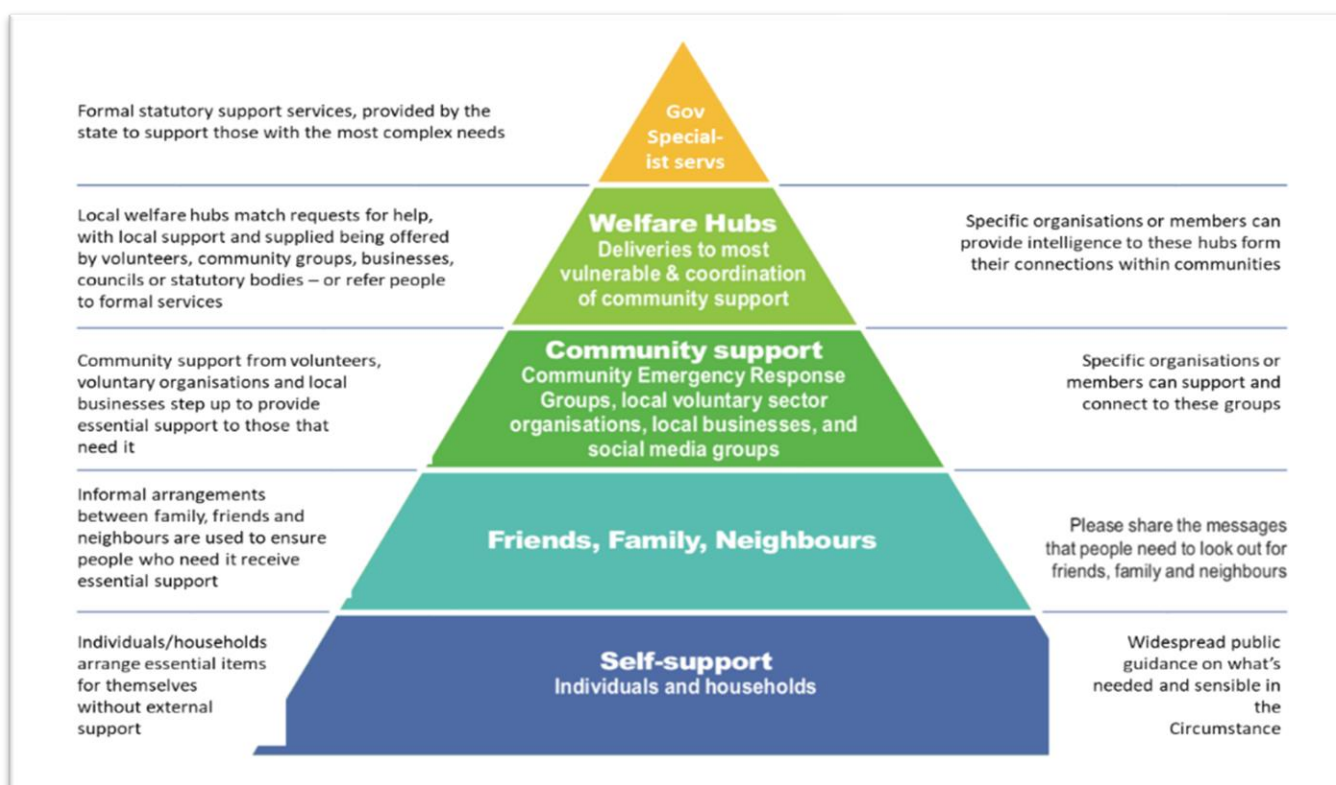 Formal statutory support services, provided by the
state to support those with the most complex needs
Gov
Special-
ist servs
Local welfare hubs match requests for help,
with local support and supplied being offered
by volunteers, community groups, businesses,
councils or statutory bodies – or refer people
to formal services
Welfare Hubs
Deliveries to most
vulnerable & coordination
of community support
Specific organisations or members can
provide intelligence to these hubs form
their connections within communities
Community support from volunteers,
voluntary organisations and local
businesses step up to provide
essential support to those that
need it
Community support
Community Emergency Response
Groups, local voluntary sector
organisations, local businesses, and
social media groups
Specific organisations or
members can support and
connect to these groups
Informal arrangements
between family, friends and
neighbours are used to ensure
people who need it receive
essential support
Friends, Family, Neighbours
Please share the messages
that people need to look out for
friends, family and neighbours
Individuals/households
arrange essential items
for themselves
without external
support
Self-support
Individuals and households
Widespread public
guidance on what's
needed and sensible in
the
Circumstance